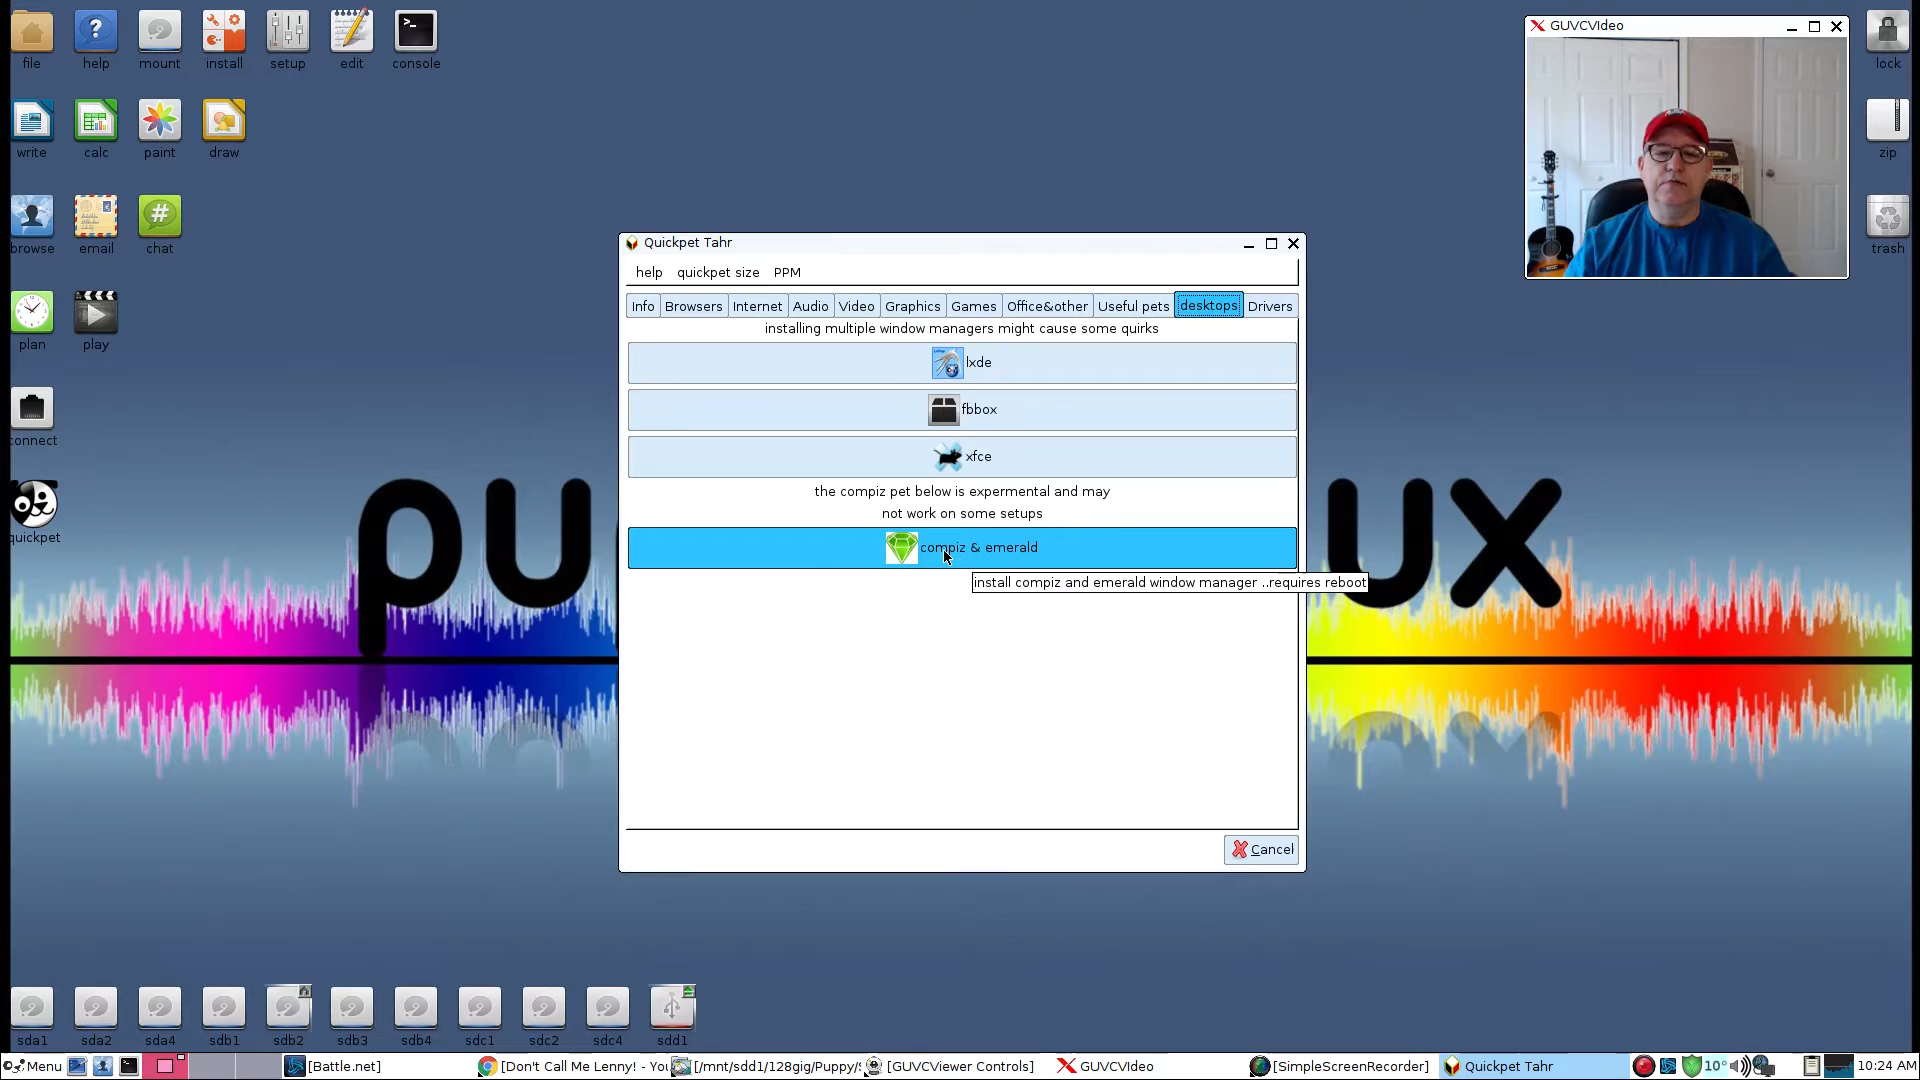 file
help
mount
install
setup
edit
console
write
calc
paint
draw
browse
email
chat
plan
play
connect
quickpet
GUVCVIdeo
lock
zip
trash
pu
ux
Quickpet Tahr
help quickpet size PPM
Info Browsers Internet Audio Video Graphics Games Office&other Useful pets desktops Drivers
installing multiple window managers might cause some quirks
lxde
fbbox
xfce
the compiz pet below is expermental and may
not work on some setups
compiz & emerald
install compiz and emerald window manager ..requires reboot
Cancel
sda1 sda2 sda4 sdb1 sdb2 sdb3 sdb4 sdc1 sdc2 sdc4 sdd1
Menu [Battle.net] [Don't Call Me Lenny! - You [/mnt/sdd1/128gig/Puppy/S [GUVCViewer Controls] GUVCVIdeo [SimpleScreenRecorder] Quickpet Tahr 10° 10:24 AM